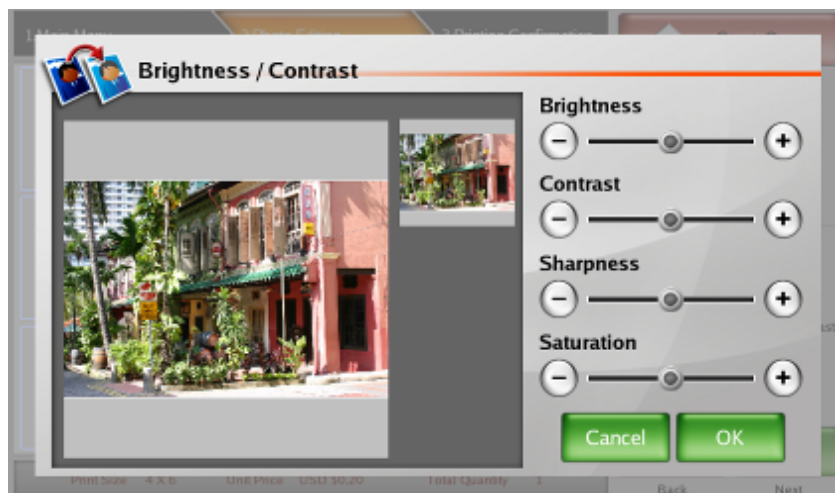 1.Main Menu
2.Photo Editing
3.Printing Confirmation
Brightness / Contrast
Brightness
Contrast
Sharpness
Saturation
Cancel
OK
Print Size 4 X 6 Unit Price USD $0.20 Total Quantity 1
Back
Next